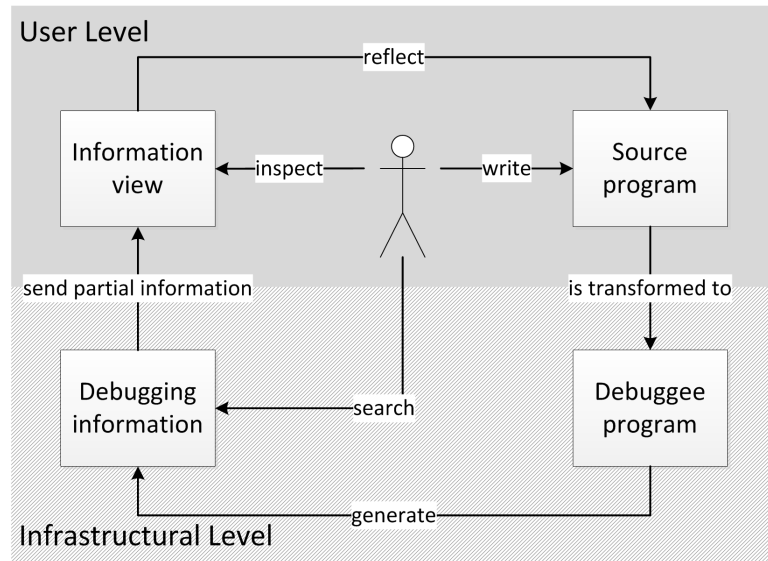 User Level
reflect
Information
view
inspect
write
Source
program
send partial information
is transformed to
Debugging
information
search
Debuggee
program
generate
Infrastructural Level